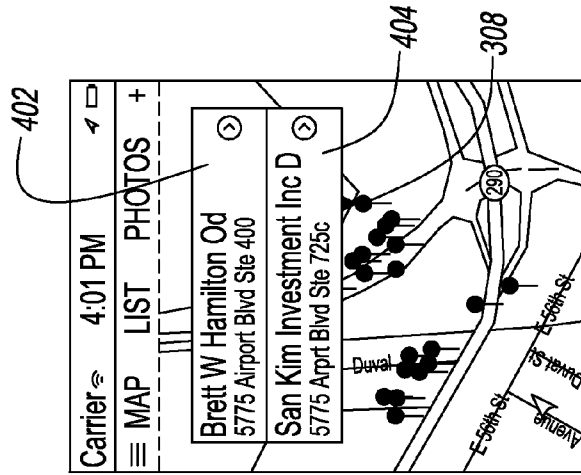 Carrier 4:01 PM
≡ MAP LIST PHOTOS +
Brett W Hamilton Od
5775 Airport Blvd Ste 400
San Kim Investment Inc D
5775 Arprt Blvd Ste 725c
Duval
290
E 56th St
E 56th St
Duval St
Avenue
402
404
308